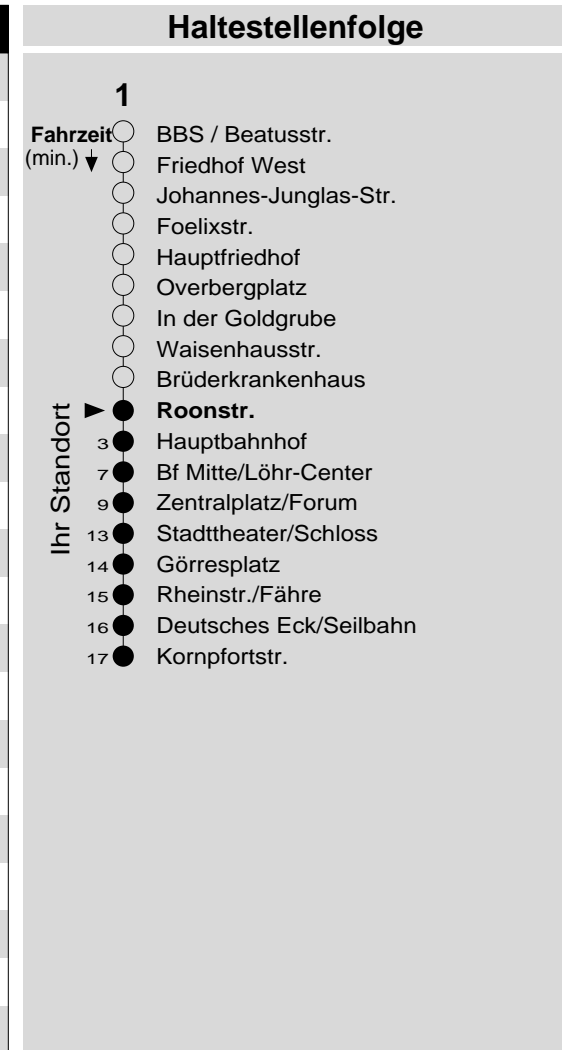 Haltestellenfolge
1
Fahrzeit BBS / Beatusstr.
(min.) Friedhof West
Johannes-Junglas-Str.
Foelixstr.
Hauptfriedhof
Overbergplatz
In der Goldgrube
Waisenhausstr.
Brüderkrankenhaus
Ihr Standort
Roonstr.
3 Hauptbahnhof
7 Bf Mitte/Löhr-Center
9 Zentralplatz/Forum
13 Stadttheater/Schloss
14 Görresplatz
15 Rheinstr./Fähre
16 Deutsches Eck/Seilbahn
17 Kornpfortstr.